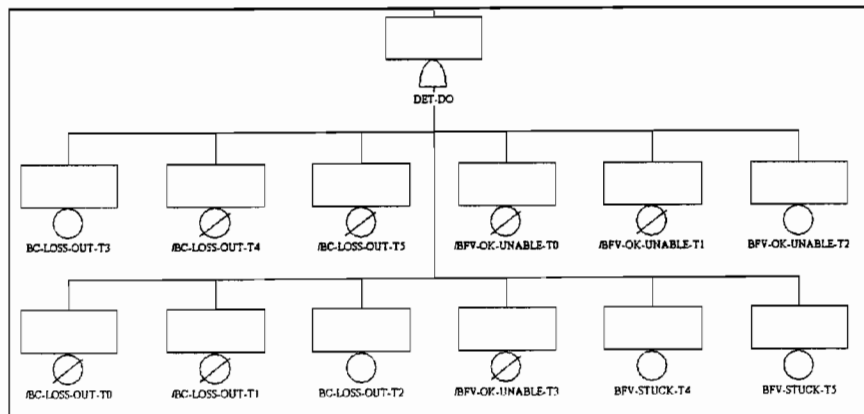 DET-DO
BC-LOSS-OUT-T3 /BC-LOSS-OUT-T4 /BC-LOSS-OUT-T5 /BFV-OK-UNABLE-T0 /BFV-OK-UNABLE-T1 BFV-OK-UNABLE-T2
/BC-LOSS-OUT-T0 /BC-LOSS-OUT-T1 BC-LOSS-OUT-T2 /BFV-OK-UNABLE-T3 BFV-STUCK-T4 BFV-STUCK-T5